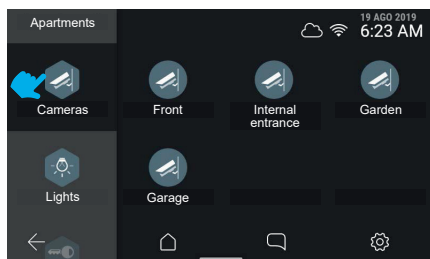 Apartments
19 AGO 2019
6:23 AM
Cameras
Front
Internal
entrance
Garden
Lights
Garage